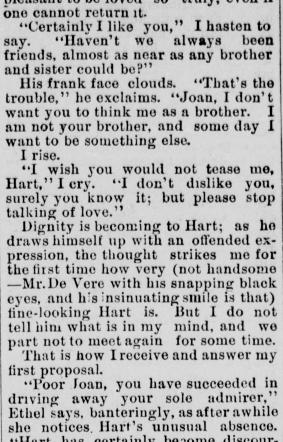 pleasant to be loved so truly, even if
one cannot return it.
"Certainly I like you," I hasten to
say. "Haven't we always been
friends, almost as near as any brother
and sister could be?"
His frank face clouds. "That's the
trouble," he exclaims. "Joan, I don't
want you to think me as a brother. I
am not your brother, and some day I
want to be something else.
I rise.
"I wish you would not tease me,
Hart," I cry. "I don't dislike you,
surely you know it; but please stop
talking of love."
Dignity is becoming to Hart; as he
draws himself up with an offended ex-
pression, the thought strikes me for
the first time how very (not handsome
—Mr. De Vere with his snapping black
eyes, and his insinuating smile is that)
fine-looking Hart is. But I do not
tell him what is in my mind, and we
part not to meet again for some time.
That is how I receive and answer my
first proposal.
"Poor Joan, you have succeeded in
driving away your sole admirer,"
Ethel says, banteringly, as after awhile
she notices Hart's unusual absence.
"Hart has certainly become discour-